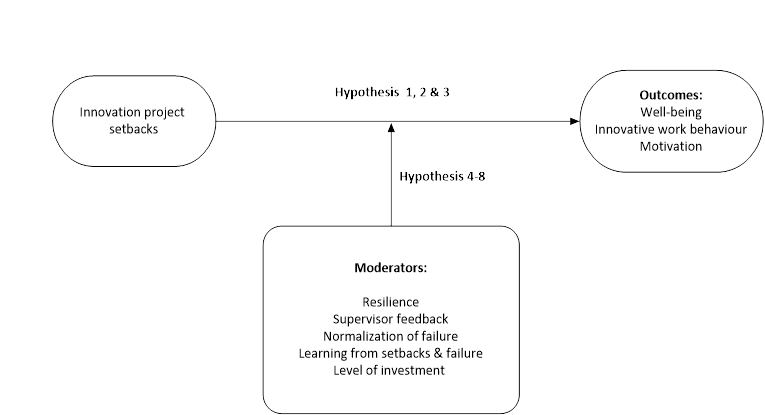 Hypothesis 1, 2 & 3
Innovation project
setbacks
Outcomes:
Well-being
Innovative work behaviour
Motivation
Hypothesis 4-8
Moderators:
Resilience
Supervisor feedback
Normalization of failure
Learning from setbacks & failure
Level of investment